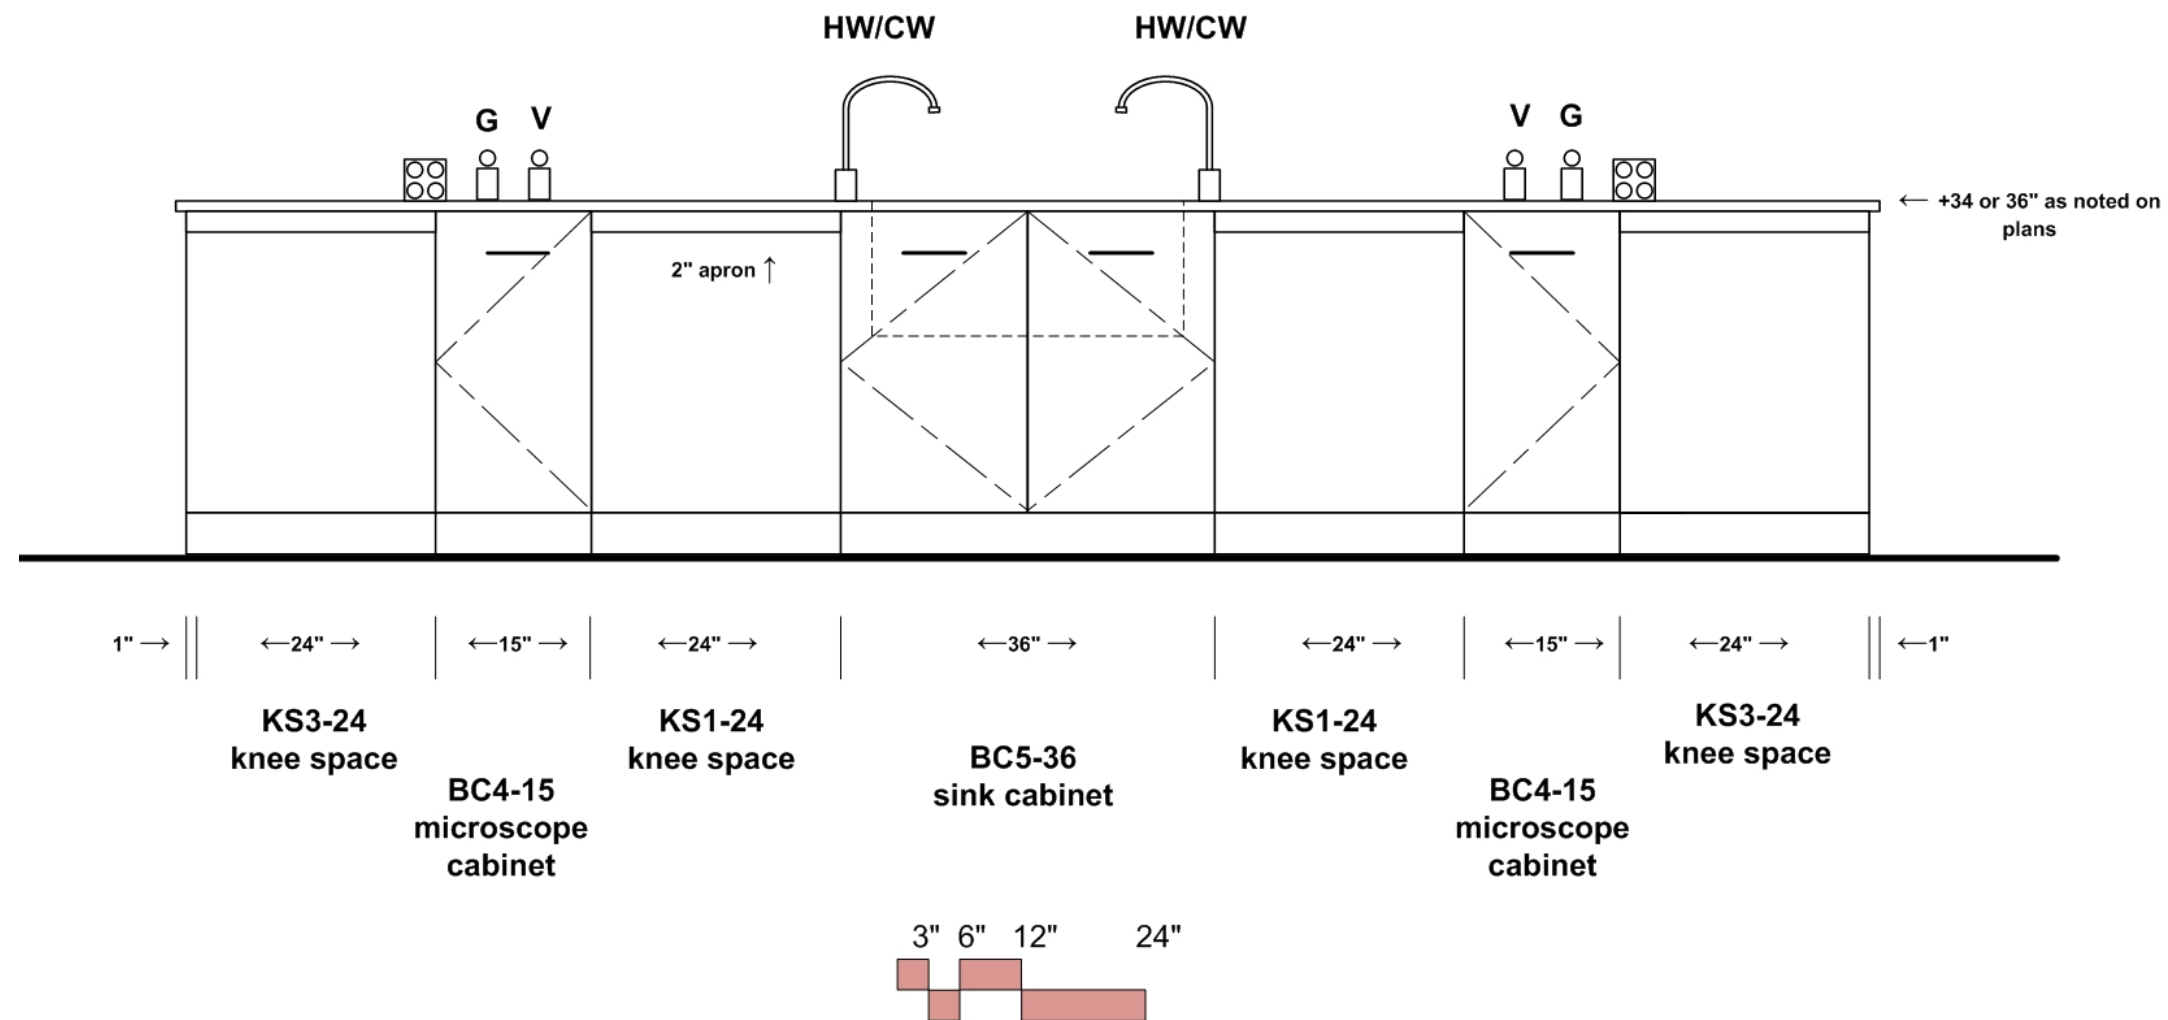 HW/CW
HW/CW
G
V
V
G
← +34 or 36" as noted on
plans
2" apron ↑
1" →
←24" →
←15" →
←24" →
←36" →
←24" →
←15" →
←24" →
←1"
KS3-24
knee space
BC4-15
microscope
cabinet
KS1-24
knee space
BC5-36
sink cabinet
KS1-24
knee space
BC4-15
microscope
cabinet
KS3-24
knee space
3" 6" 12" 24"